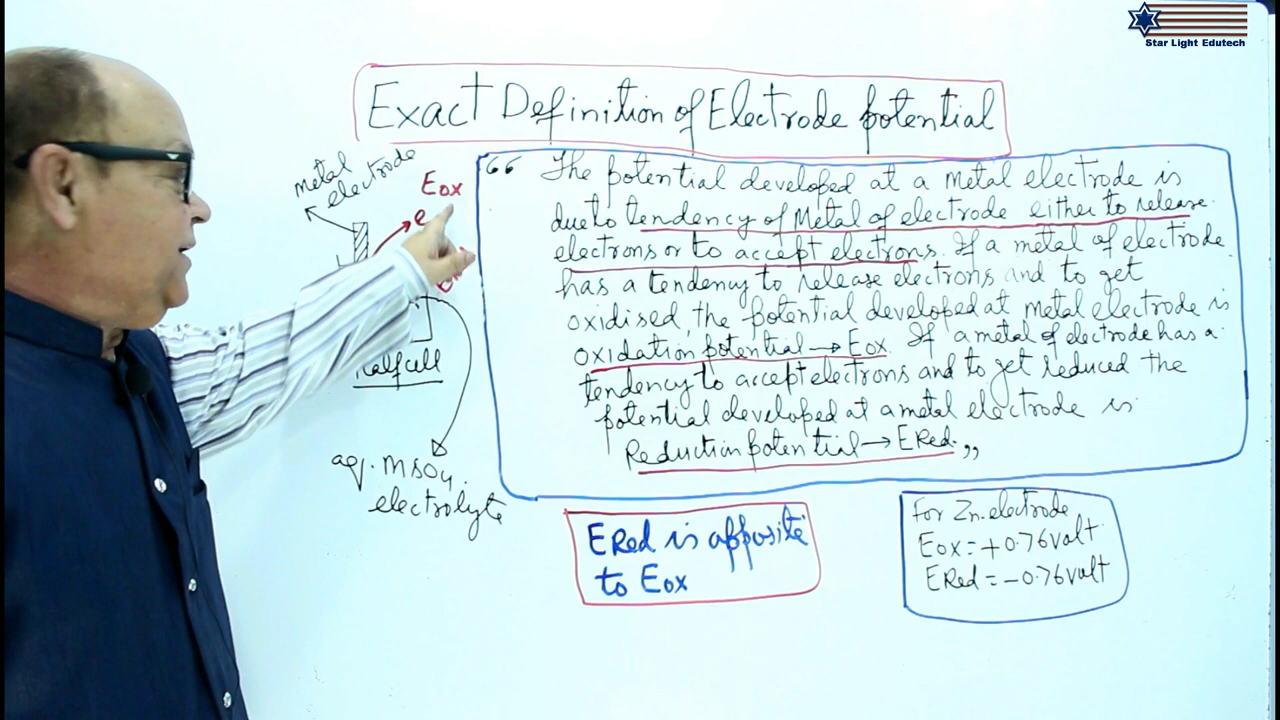 Star Light Edutech
Exact Definition of Electrode potential
metal
electrode
Eox
e
“ The potential developed at a metal electrode is
due to tendency of Metal of electrode either to release
electrons or to accept electrons. If a metal of electrode
has a tendency to release electrons and to get
oxidised, the potential developed at metal electrode is
oxidation potential → Eox. If a metal of electrode has a
tendency to accept electrons and to get reduced the
potential developed at a metal electrode is
Reduction potential → ERed. ”
Half cell
aq. MSO4.
electrolyte
ERed is apposite
to Eox
For Zn. electrode
Eox = +0.76 volt
ERed = -0.76 volt